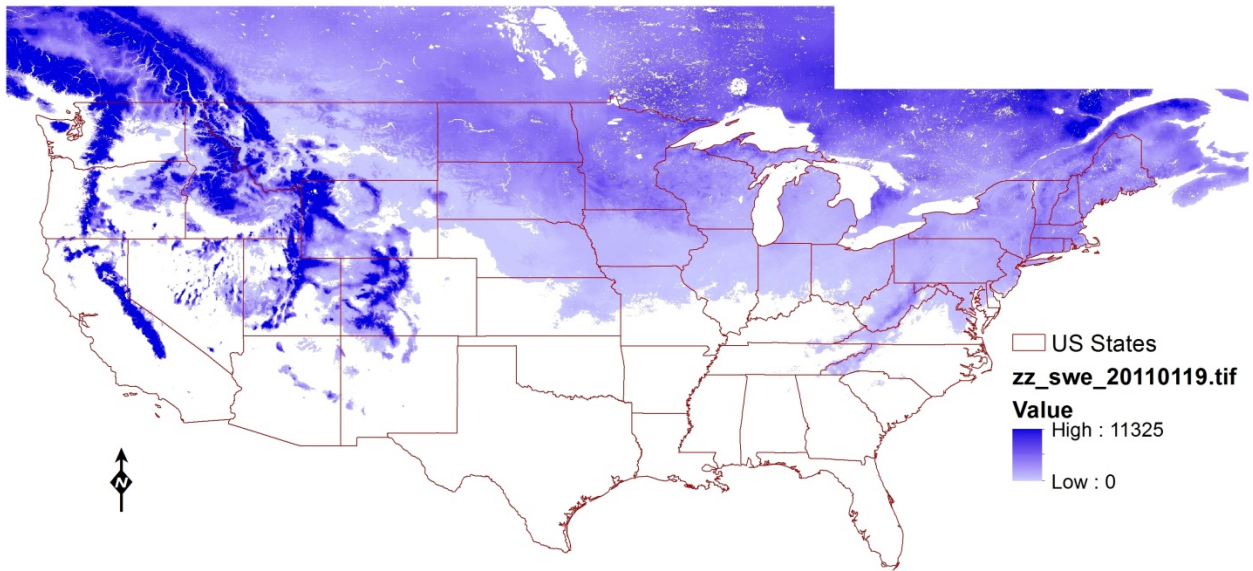 US States
zz_swe_20110119.tif
Value
High : 11325
Low : 0
N